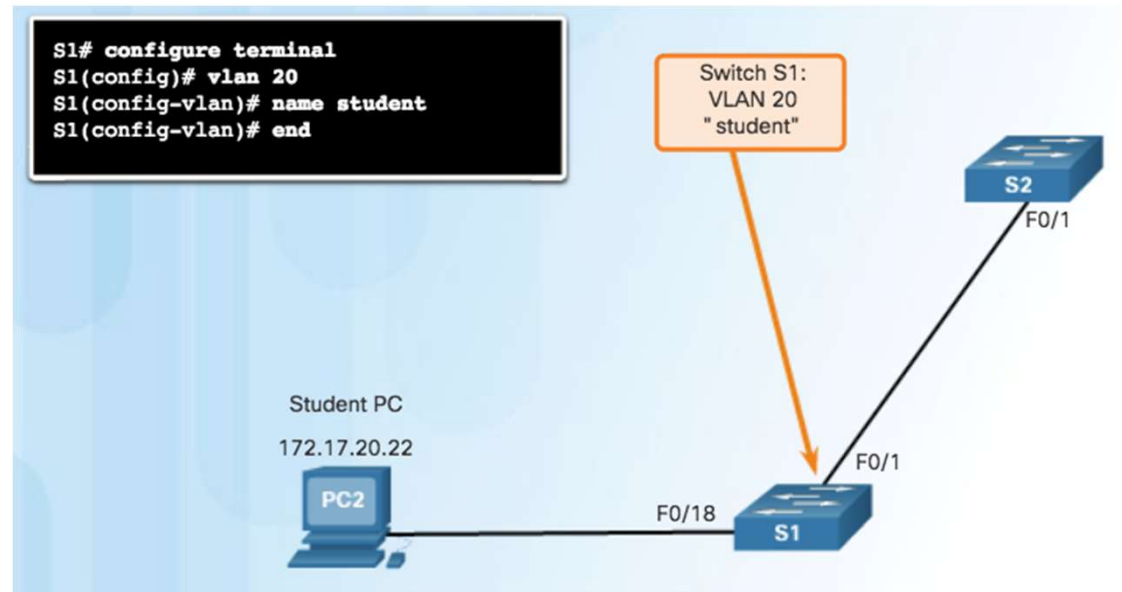 S1# configure terminal
S1(config)# vlan 20
S1(config-vlan)# name student
S1(config-vlan)# end
Switch S1:
VLAN 20
"student"
S2
F0/1
Student PC
172.17.20.22
PC2
F0/18
F0/1
S1